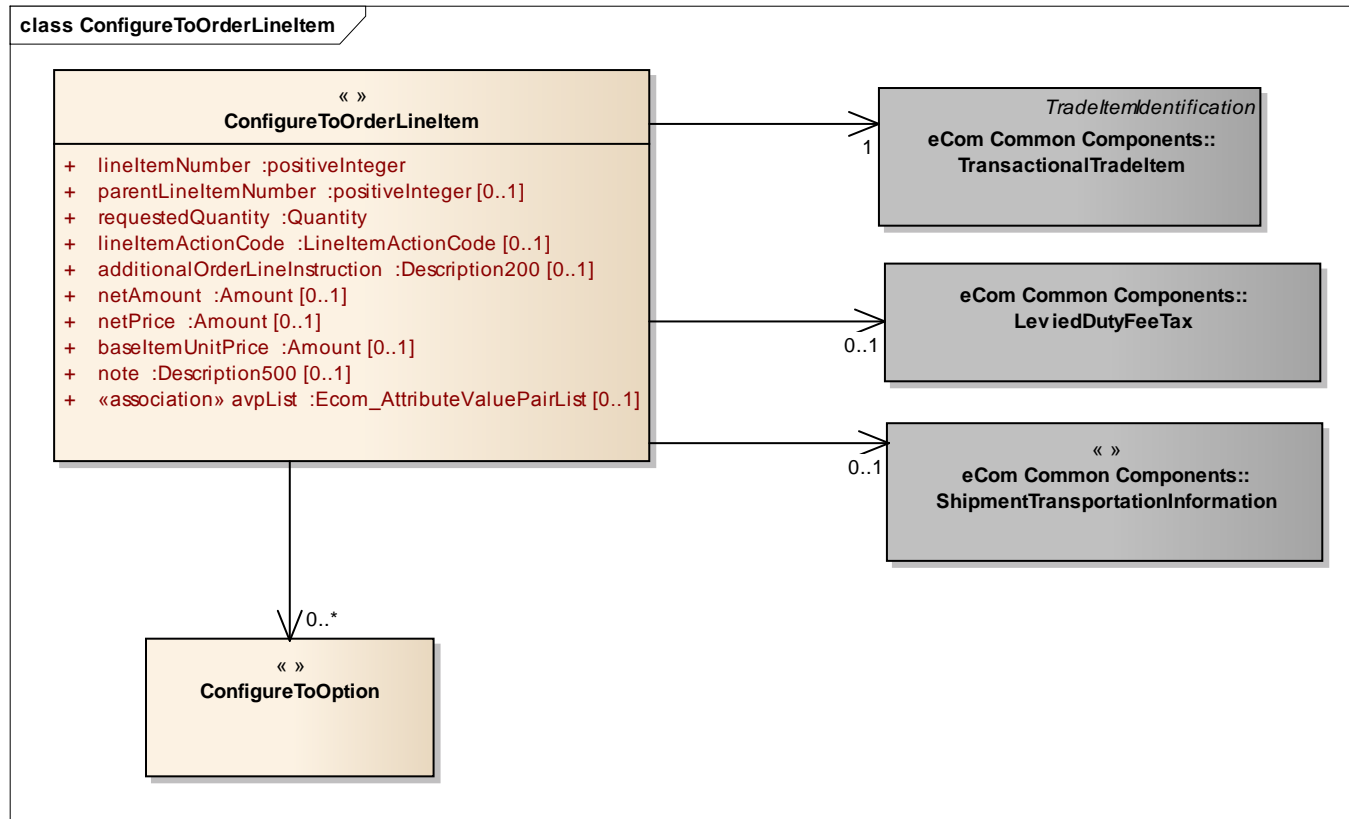 class ConfigureToOrderLineItem
« »
ConfigureToOrderLineItem
+ lineItemNumber :positiveInteger
+ parentLineItemNumber :positiveInteger [0..1]
+ requestedQuantity :Quantity
+ lineItemActionCode :LineItemActionCode [0..1]
+ additionalOrderLineInstruction :Description200 [0..1]
+ netAmount :Amount [0..1]
+ netPrice :Amount [0..1]
+ baseItemUnitPrice :Amount [0..1]
+ note :Description500 [0..1]
+ «association» avpList :Ecom_AttributeValuePairList [0..1]
1
TradeItemIdentification
eCom Common Components::
TransactionalTradeItem
0..1
eCom Common Components::
LeviedDutyFeeTax
0..1
« »
eCom Common Components::
ShipmentTransportationInformation
0..*
« »
ConfigureToOption